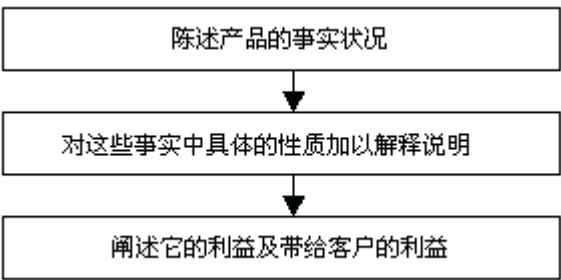 陈述产品的事实状况
对这些事实中具体的性质加以解释说明
阐述它的利益及带给客户的利益